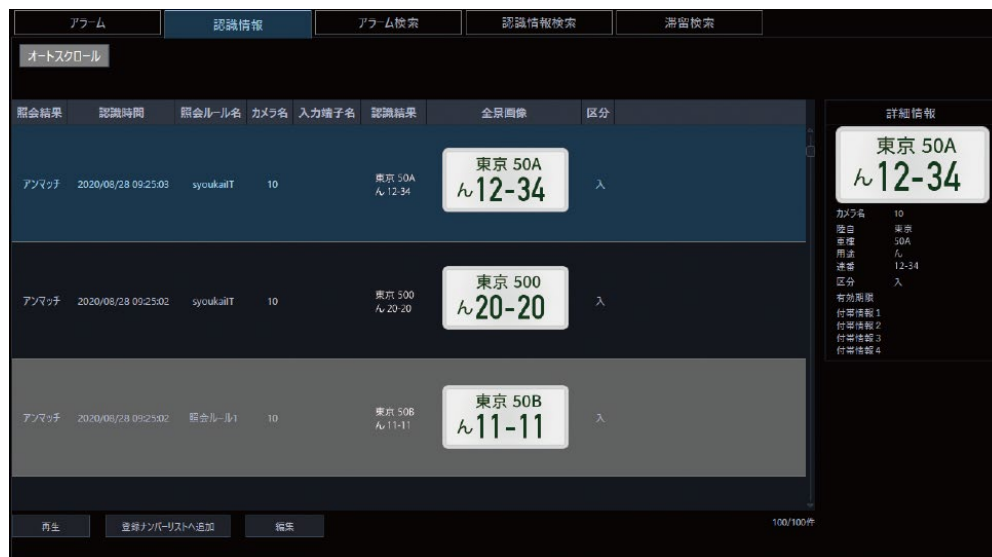 アラーム 認識情報 アラーム検索 認識情報検索 滞留検索
オートスクロール
照会結果 認識時間 照会ルール名 カメラ名 入力端子名 認識結果 全景画像 区分
アンマッチ 2020/08/28 09:25:03 syoukaiIT 10 東京 50A 入
ん 12-34
東京 50A
ん12-34
アンマッチ 2020/08/28 09:25:02 syoukaiIT 10 東京 500 入
ん 20-20
東京 500
ん20-20
アンマッチ 2020/08/28 09:25:02 照会ルール1 10 東京 50B 入
ん 11-11
東京 50B
ん11-11
再生 登録ナンバーリストへ追加 編集 100/100件
詳細情報
東京 50A
ん12-34
カメラ名 10
陸自 東京
車種 50A
用途 ん
連番 12-34
区分 入
有効期限
付帯情報1
付帯情報2
付帯情報3
付帯情報4